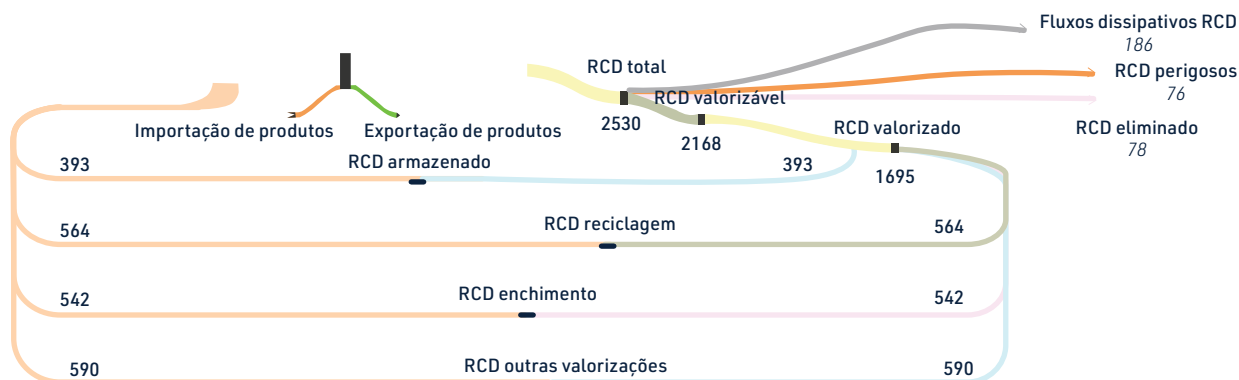 Fluxos dissipativos RCD
186
RCD total
RCD perigosos
76
RCD valorizável
2530
Importação de produtos
Exportação de produtos
RCD valorizado
RCD eliminado
78
2168
393
RCD armazenado
393
1695
564
RCD reciclagem
564
542
RCD enchimento
542
590
RCD outras valorizações
590